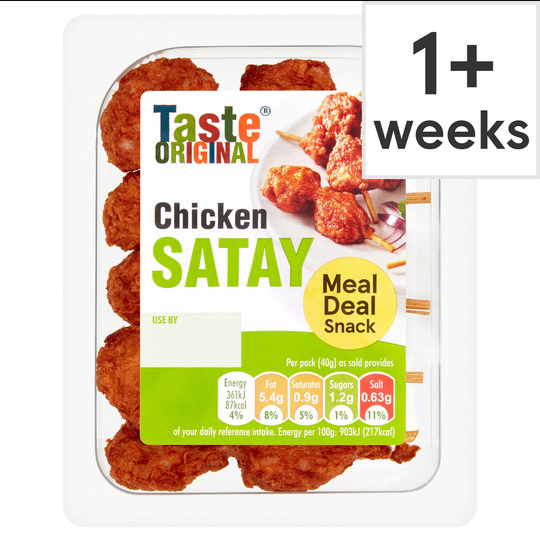 1+
weeks
Taste®
ORIGINAL
Chicken
SATAY
Meal
Deal
Snack
USE BY
Per pack (40g) as sold provides
Energy
361kJ
87kcal
4%
Fat
5.4g
8%
Saturates
0.9g
5%
Sugars
1.2g
1%
Salt
0.63g
11%
of your daily reference intake. Energy per 100g: 903kJ (217kcal)